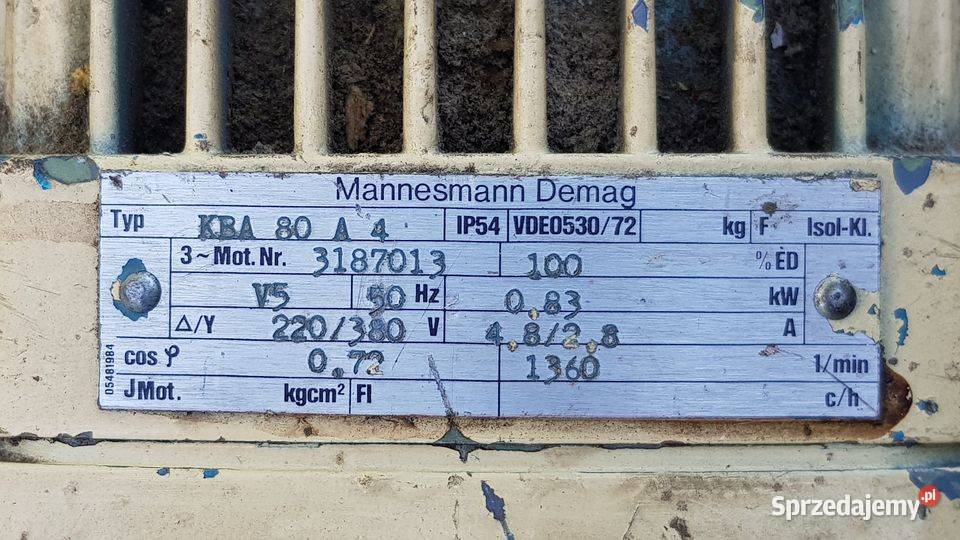 Mannesmann Demag
Typ KBA 80 A 4 IP54 VDE0530/72 kg F Isol-Kl.
3~Mot.Nr. 3187013 100 % ED
V5 50 Hz 0.83 kW
Δ/Y 220/380 V 4.8/2.8 A
cos φ 0.72 1360 1/min
JMot. kgcm² FI c/h
05481984
Sprzedajemy.pl